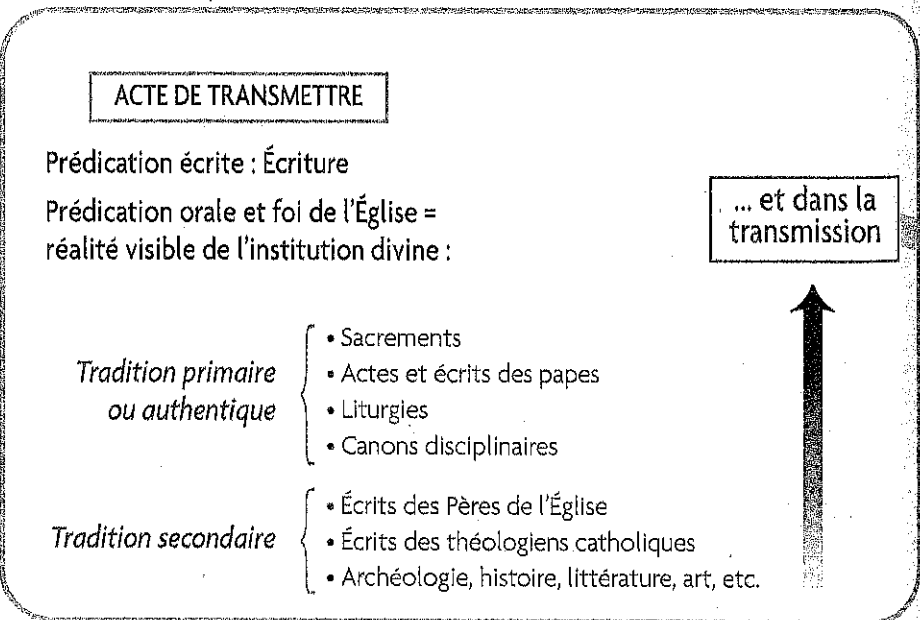 ACTE DE TRANSMETTRE
Prédication écrite : Écriture
Prédication orale et foi de l'Église =
réalité visible de l'institution divine :
... et dans la
transmission
Tradition primaire
ou authentique
• Sacrements
• Actes et écrits des papes
• Liturgies
• Canons disciplinaires
Tradition secondaire
• Écrits des Pères de l'Église
• Écrits des théologiens catholiques
• Archéologie, histoire, littérature, art, etc.